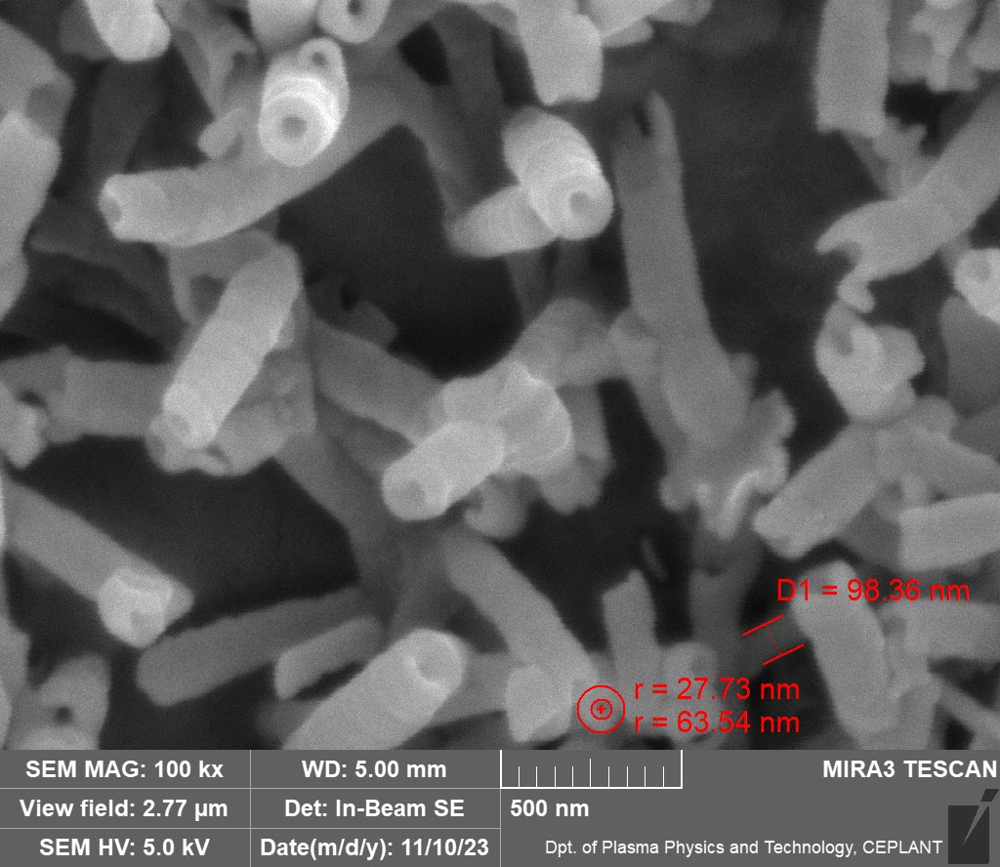 D1 = 98.36 nm
r = 27.73 nm
r = 63.54 nm
SEM MAG: 100 kx
WD: 5.00 mm
MIRA3 TESCAN
View field: 2.77 µm
Det: In-Beam SE
500 nm
SEM HV: 5.0 kV
Date(m/d/y): 11/10/23
Dpt. of Plasma Physics and Technology, CEPLANT